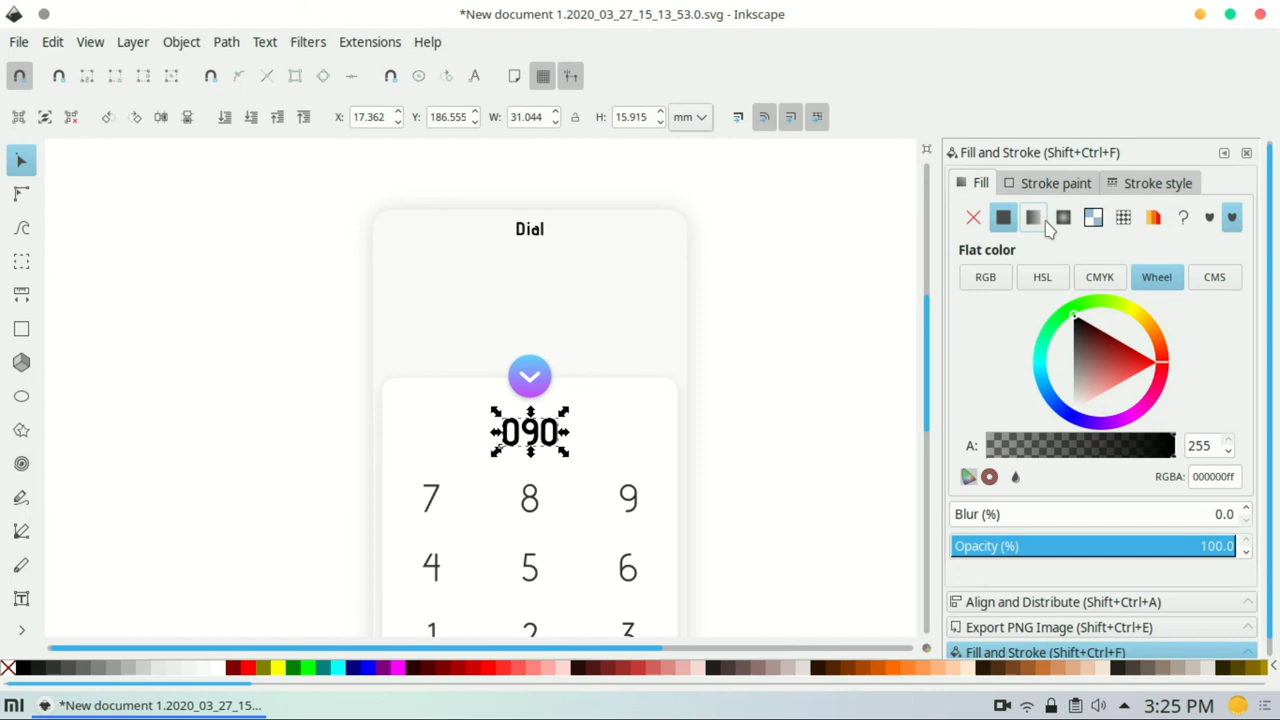 *New document 1.2020_03_27_15_13_53.0.svg - Inkscape
File Edit View Layer Object Path Text Filters Extensions Help
X: 17.362 Y: 186.555 W: 31.044 H: 15.915 mm
Fill and Stroke (Shift+Ctrl+F)
Fill Stroke paint Stroke style
Flat color
RGB HSL CMYK Wheel CMS
A: 255
RGBA: 000000ff
Blur (%) 0.0
Opacity (%) 100.0
Align and Distribute (Shift+Ctrl+A)
Export PNG Image (Shift+Ctrl+E)
Fill and Stroke (Shift+Ctrl+F)
Dial
090
7 8 9
4 5 6
1 2 3
*New document 1.2020_03_27_15...
3:25 PM